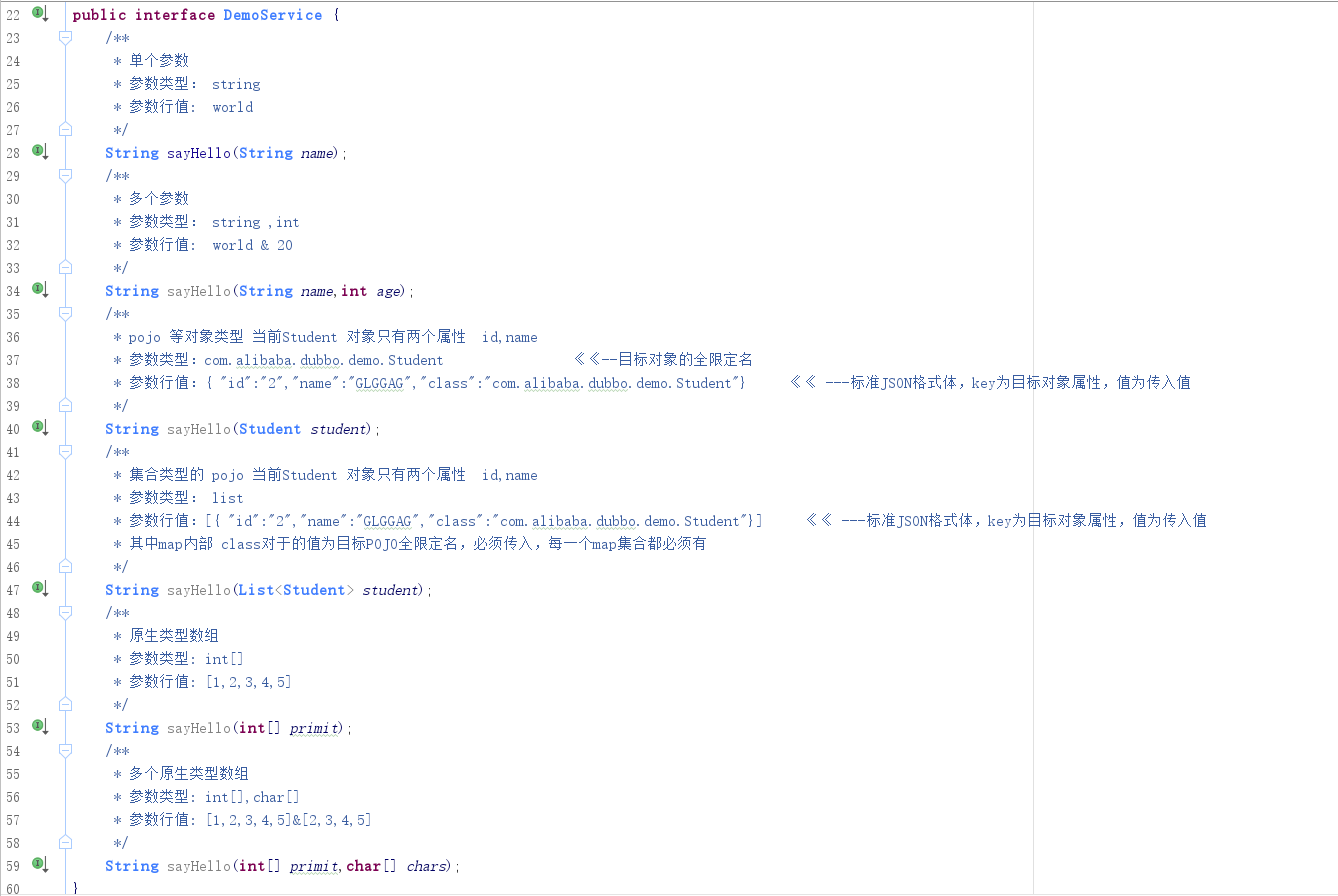 22 public interface DemoService {
23 /**
24 * 单个参数
25 * 参数类型： string
26 * 参数行值： world
27 */
28 String sayHello(String name);
29 /**
30 * 多个参数
31 * 参数类型： string ,int
32 * 参数行值： world & 20
33 */
34 String sayHello(String name,int age);
35 /**
36 * pojo 等对象类型 当前Student 对象只有两个属性 id,name
37 * 参数类型：com.alibaba.dubbo.demo.Student 《《--目标对象的全限定名
38 * 参数行值：{ "id":"2","name":"GLGGAG","class":"com.alibaba.dubbo.demo.Student"} 《《 ---标准JSON格式体，key为目标对象属性，值为传入值
39 */
40 String sayHello(Student student);
41 /**
42 * 集合类型的 pojo 当前Student 对象只有两个属性 id,name
43 * 参数类型： list
44 * 参数行值：[{ "id":"2","name":"GLGGAG","class":"com.alibaba.dubbo.demo.Student"}] 《《 ---标准JSON格式体，key为目标对象属性，值为传入值
45 * 其中map内部 class对于的值为目标POJO全限定名，必须传入，每一个map集合都必须有
46 */
47 String sayHello(List<Student> student);
48 /**
49 * 原生类型数组
50 * 参数类型: int[]
51 * 参数行值: [1,2,3,4,5]
52 */
53 String sayHello(int[] primit);
54 /**
55 * 多个原生类型数组
56 * 参数类型: int[],char[]
57 * 参数行值: [1,2,3,4,5]&[2,3,4,5]
58 */
59 String sayHello(int[] primit,char[] chars);
60 }